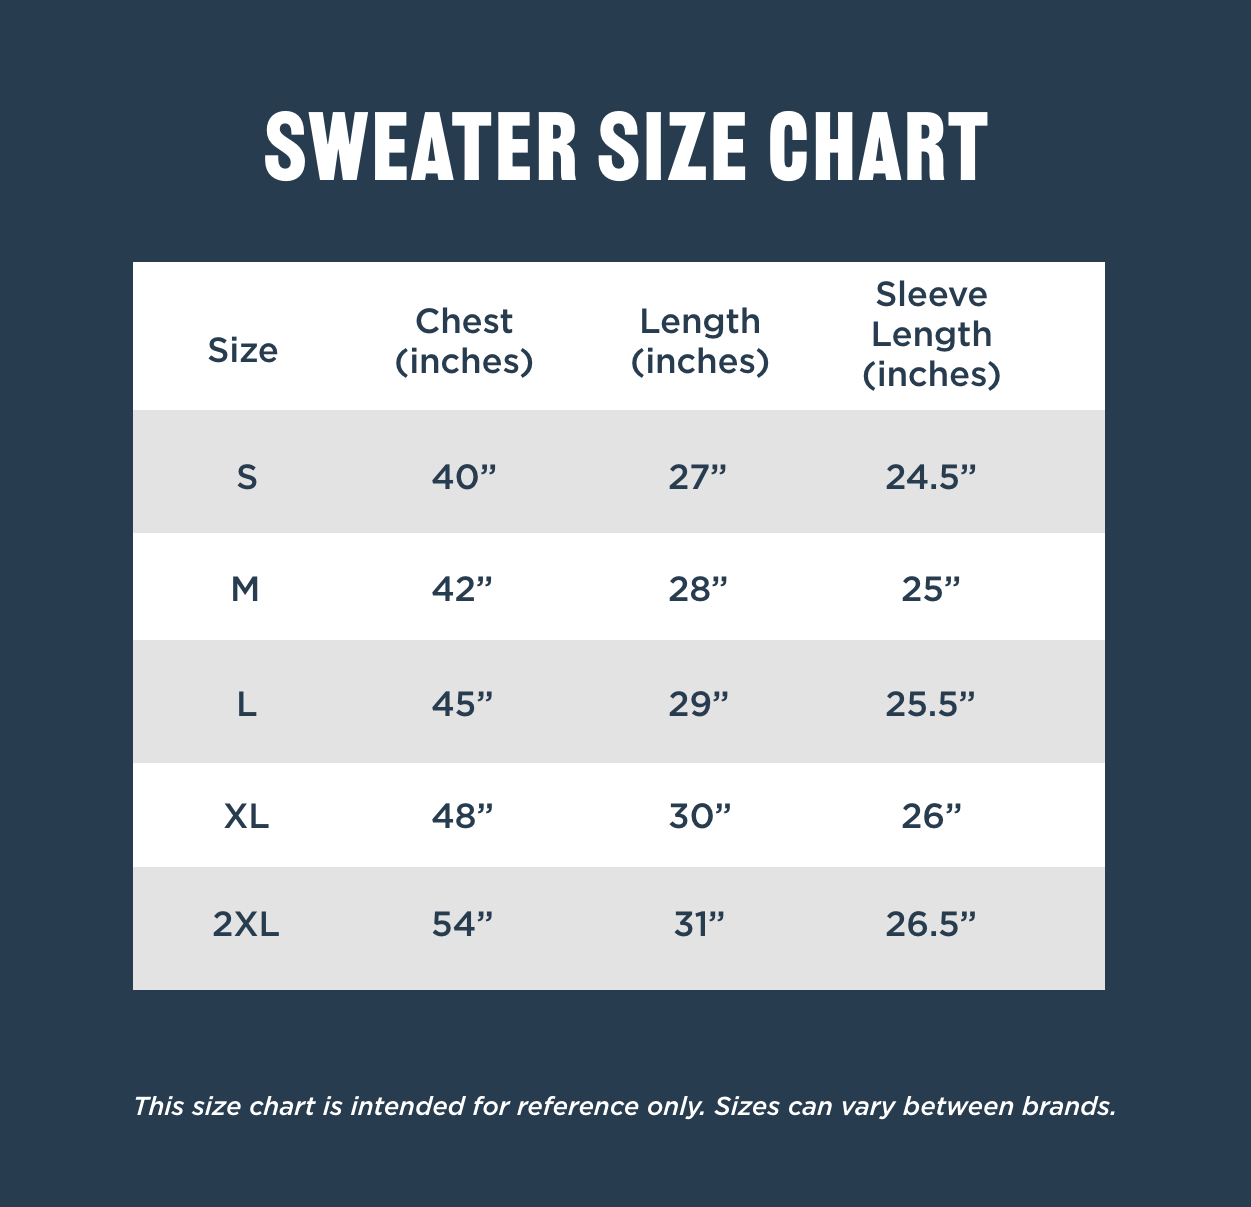 SWEATER SIZE CHART
Size Chest (inches) Length (inches) Sleeve Length (inches)
S 40” 27” 24.5”
M 42” 28” 25”
L 45” 29” 25.5”
XL 48” 30” 26”
2XL 54” 31” 26.5”
This size chart is intended for reference only. Sizes can vary between brands.